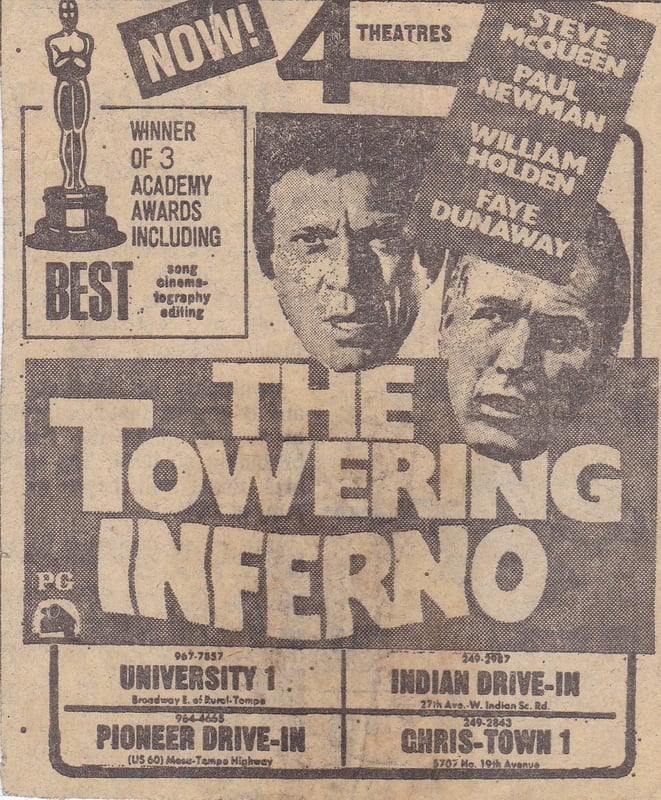 NOW!
4 THEATRES
STEVE
McQUEEN
PAUL
NEWMAN
WILLIAM
HOLDEN
FAYE
DUNAWAY
WINNER
OF 3
ACADEMY
AWARDS
INCLUDING
BEST
song
cinema-
tography
editing
THE
TOWERING
INFERNO
PG
967-7857
UNIVERSITY 1
Broadway E. of Rural-Tempe
249-2987
INDIAN DRIVE-IN
27th Ave.-W. Indian Sc. Rd.
964-4655
PIONEER DRIVE-IN
(US 60) Mesa-Tempe Highway
249-2843
CHRIS-TOWN 1
5707 No. 19th Avenue